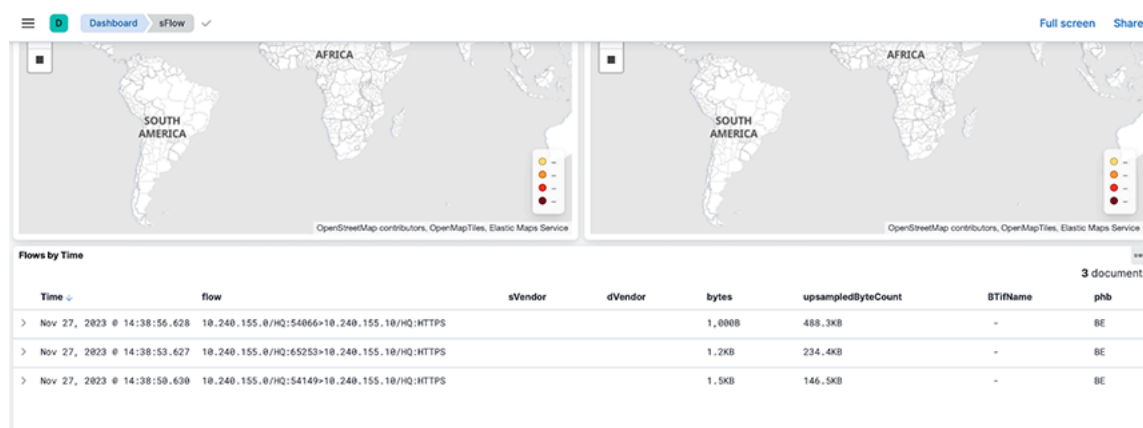 D Dashboard sFlow Full screen Share
AFRICA AFRICA
SOUTH AMERICA SOUTH AMERICA
OpenStreetMap contributors, OpenMapTiles, Elastic Maps Service OpenStreetMap contributors, OpenMapTiles, Elastic Maps Service
Flows by Time
3 document
Time flow sVendor dVendor bytes upsampledByteCount BTifName phb
Nov 27, 2023 @ 14:38:56.628 10.240.155.0/HQ:54066>10.240.155.10/HQ:HTTPS 1,000B 488.3KB - BE
Nov 27, 2023 @ 14:38:53.627 10.240.155.0/HQ:65253>10.240.155.10/HQ:HTTPS 1.2KB 234.4KB - BE
Nov 27, 2023 @ 14:38:50.630 10.240.155.0/HQ:54149>10.240.155.10/HQ:HTTPS 1.5KB 146.5KB - BE